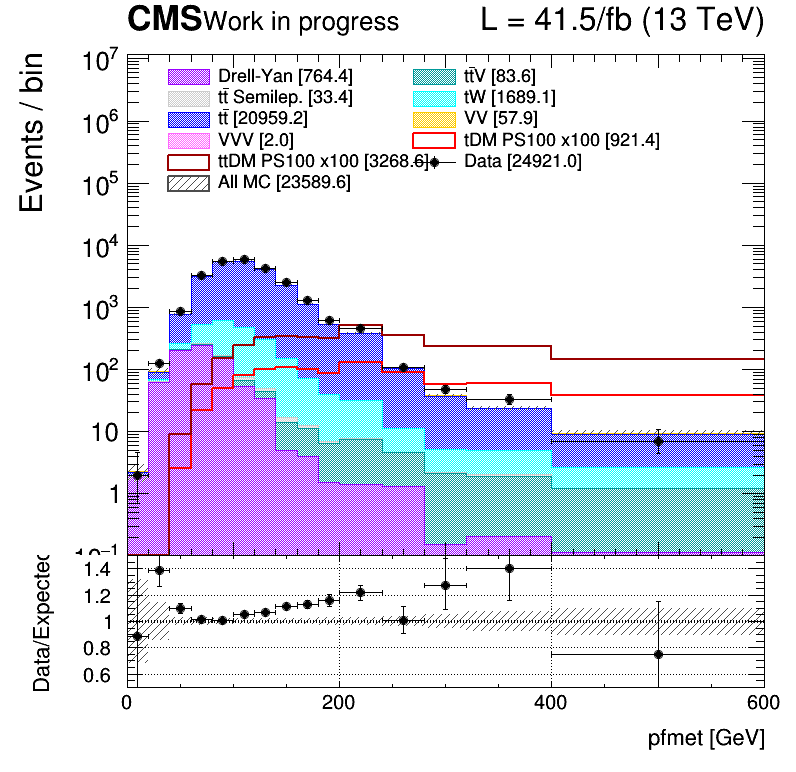 CMS Work in progress L = 41.5/fb (13 TeV)
Events / bin
10⁷
10⁶
10⁵
10⁴
10³
10²
10
1
10⁻¹
Drell-Yan [764.4] tt̄V [83.6]
tt̄ Semilep. [33.4] tW [1689.1]
tt̄ [20959.2] VV [57.9]
VVV [2.0] tDM PS100 x100 [921.4]
ttDM PS100 x100 [3268.6] Data [24921.0]
All MC [23589.6]
Data/Expected
1.4
1.2
1
0.8
0.6
0 200 400 600
pfmet [GeV]